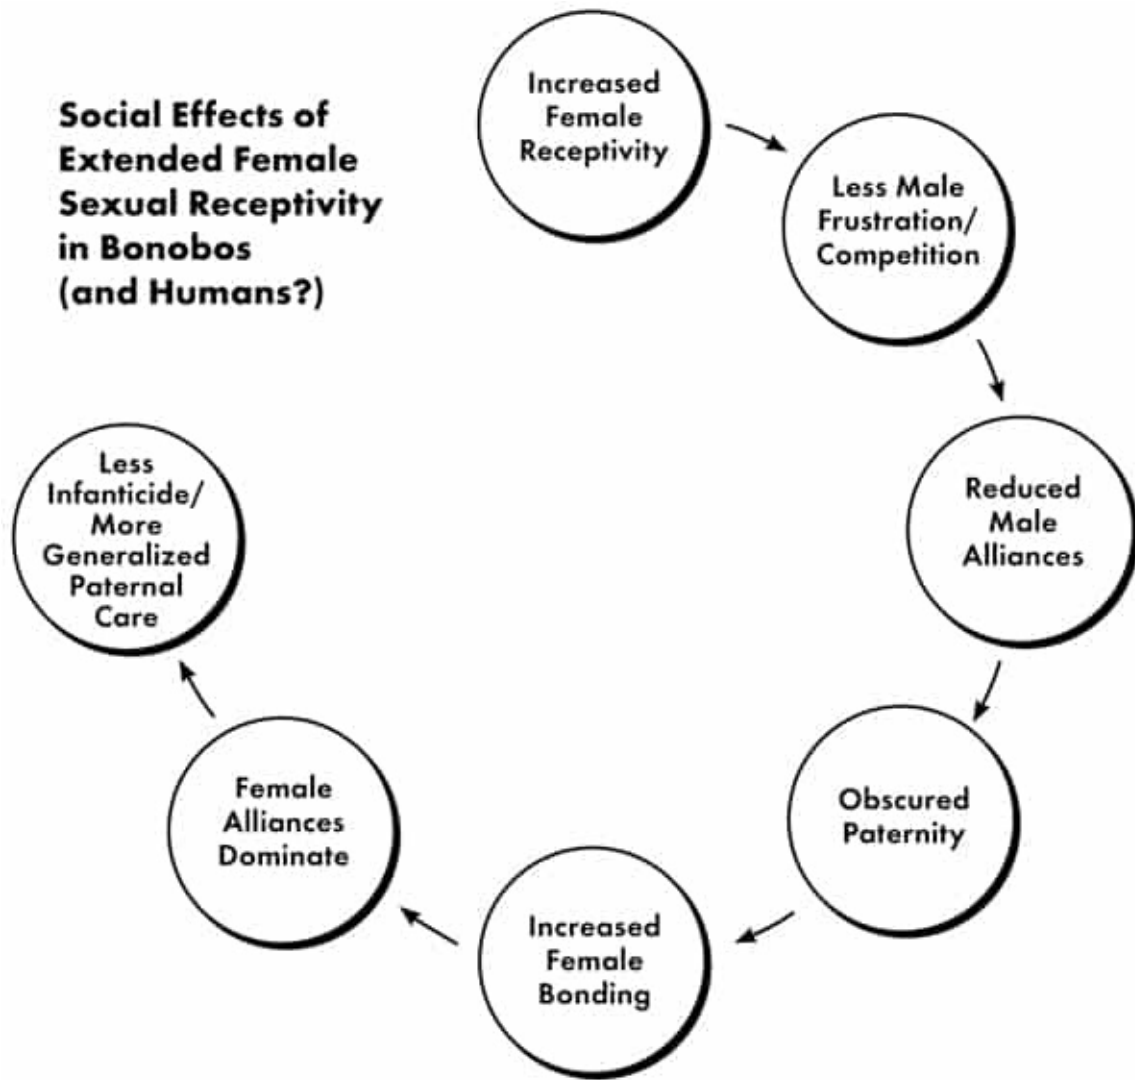 Social Effects of
Extended Female
Sexual Receptivity
in Bonobos
(and Humans?)
Increased
Female
Receptivity
Less Male
Frustration/
Competition
Reduced
Male
Alliances
Obscured
Paternity
Increased
Female
Bonding
Female
Alliances
Dominate
Less
Infanticide/
More
Generalized
Paternal
Care